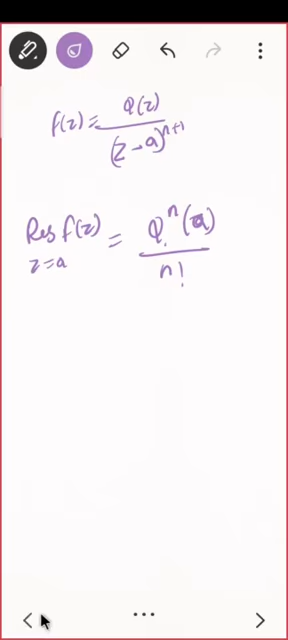 f(z) = Q(z) / (z - a)^{n+1}
Res f(z) = Q^n(a) / n!
z = a